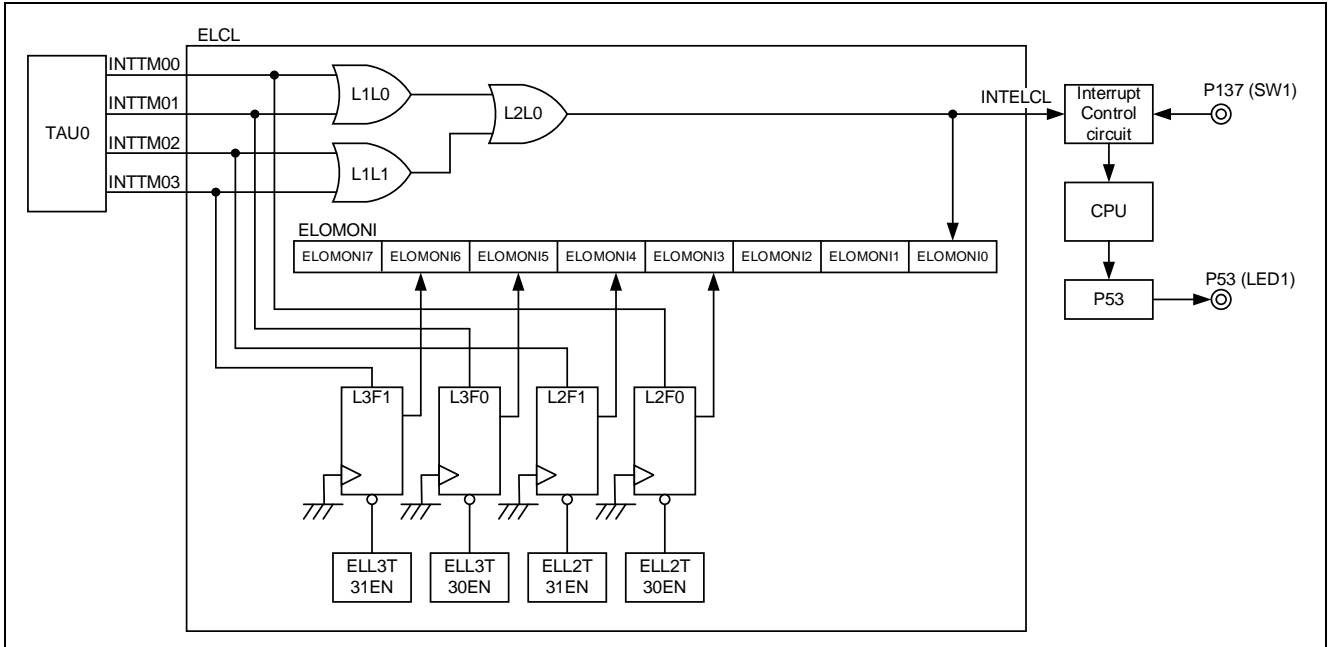 ELCL
INTTM00
INTTM01
INTTM02
INTTM03
TAU0
L1L0
L1L1
L2L0
INTELCL
Interrupt
Control
circuit
P137 (SW1)
CPU
P53
P53 (LED1)
ELOMONI
ELOMONI7 ELOMONI6 ELOMONI5 ELOMONI4 ELOMONI3 ELOMONI2 ELOMONI1 ELOMONI0
L3F1 L3F0 L2F1 L2F0
ELL3T
31EN
ELL3T
30EN
ELL2T
31EN
ELL2T
30EN